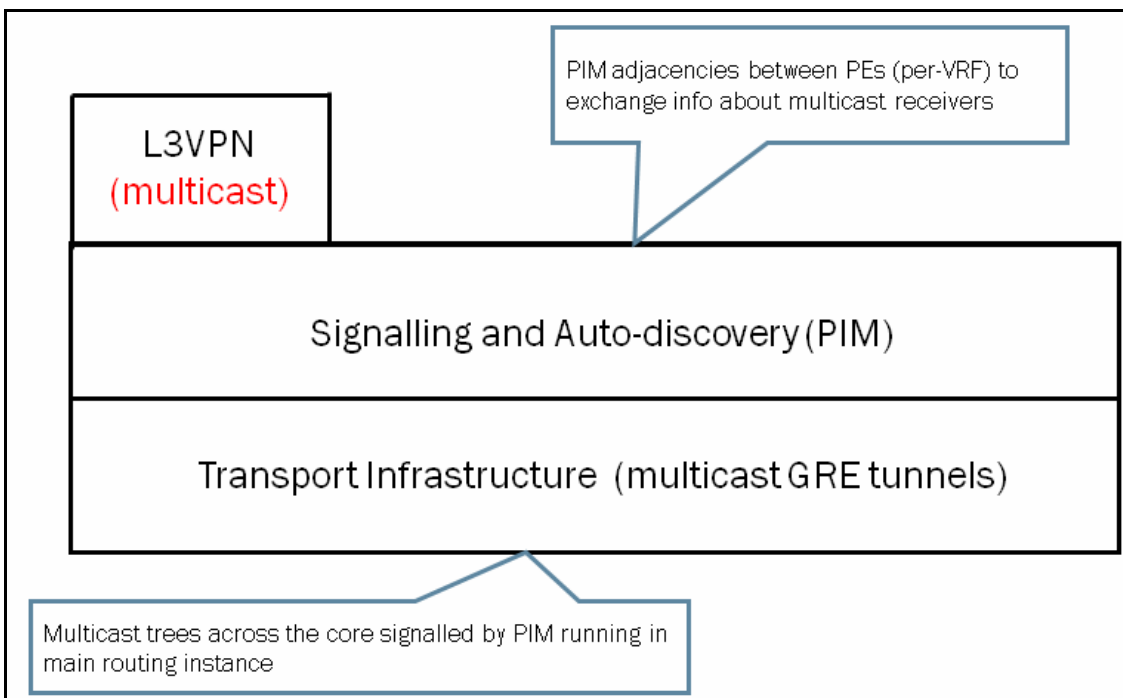 PIM adjacencies between PEs (per-VRF) to
exchange info about multicast receivers
L3VPN
(multicast)
Signalling and Auto-discovery (PIM)
Transport Infrastructure (multicast GRE tunnels)
Multicast trees across the core signalled by PIM running in
main routing instance